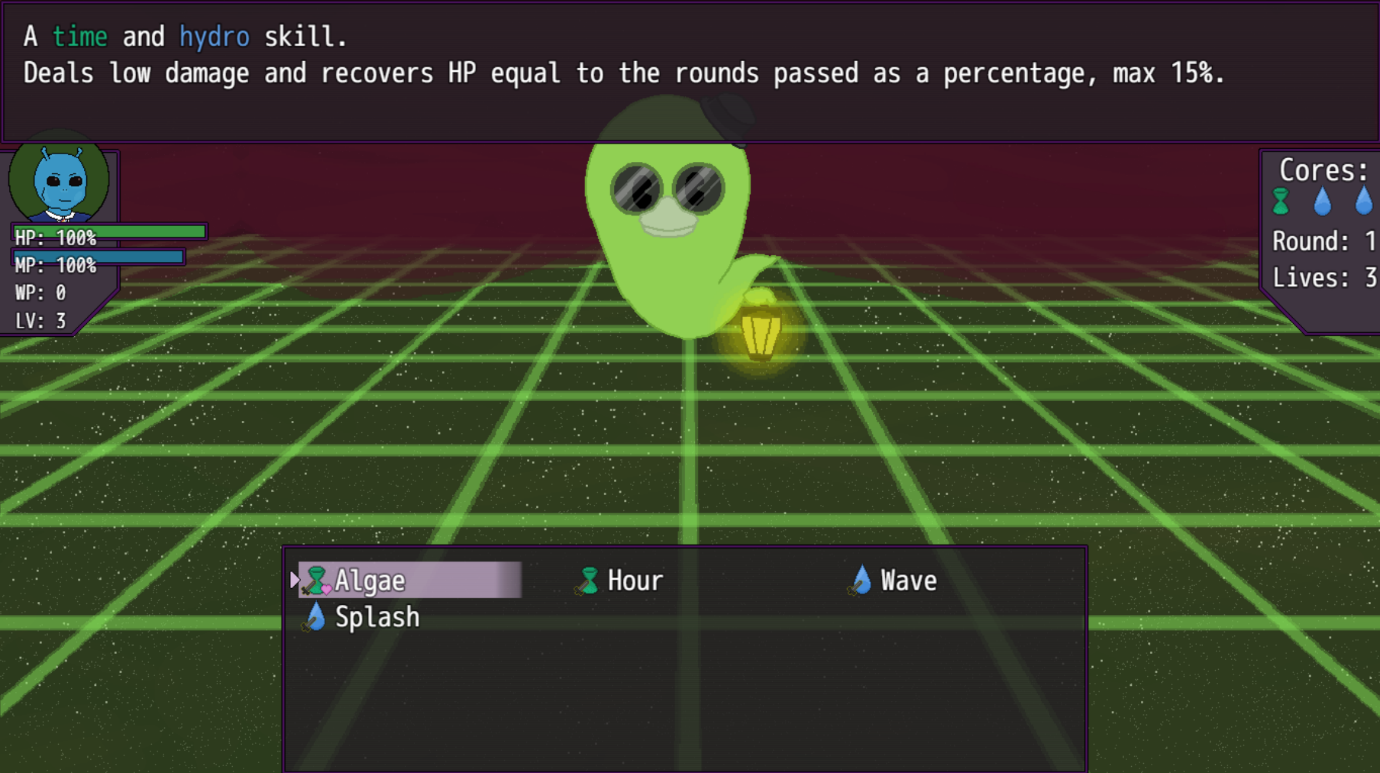 A time and hydro skill.
Deals low damage and recovers HP equal to the rounds passed as a percentage, max 15%.
HP: 100%
MP: 100%
WP: 0
LV: 3
Cores:
Round: 1
Lives: 3
Algae
Hour
Wave
Splash